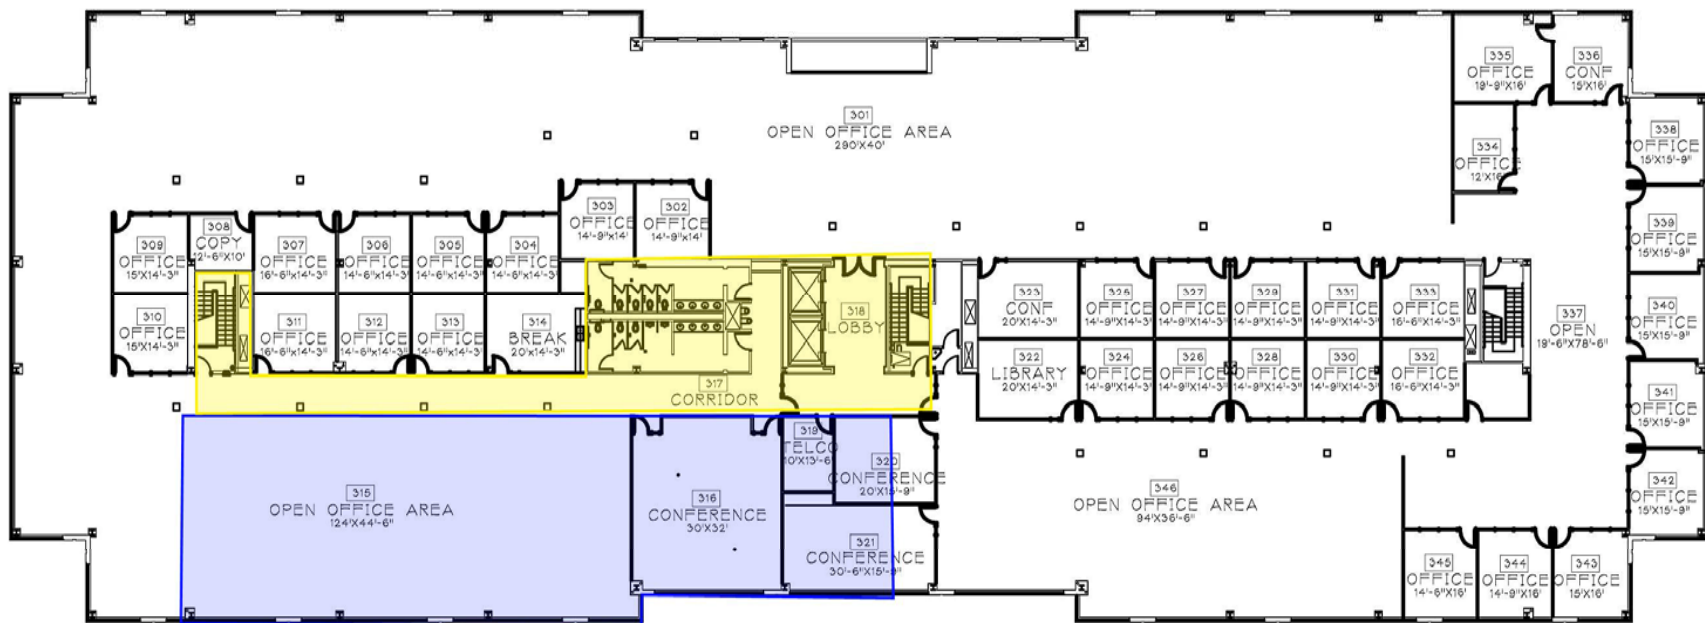 301
OPEN OFFICE AREA
290'X40'
335
OFFICE
19'-9"X16'
336
CONF
15'X16'
334
OFFICE
12'X16'
338
OFFICE
15'X15'-9"
303
OFFICE
14'-9"x14'
302
OFFICE
14'-9"x14'
309
OFFICE
15'X14'-3"
308
COPY
12'-6"X10'
307
OFFICE
16'-6"x14'-3"
306
OFFICE
14'-6"x14'-3"
305
OFFICE
14'-6"x14'-3"
304
OFFICE
14'-6"x14'-3"
339
OFFICE
15'X15'-9"
310
OFFICE
15'X14'-3"
311
OFFICE
16'-6"x14'-3"
312
OFFICE
14'-6"x14'-3"
313
OFFICE
14'-6"x14'-3"
314
BREAK
20'x14'-3"
318
LOBBY
323
CONF
20'X14'-3"
325
OFFICE
14'-9"X14'-3"
327
OFFICE
14'-9"X14'-3"
329
OFFICE
14'-9"X14'-3"
331
OFFICE
14'-9"X14'-3"
333
OFFICE
16'-6"X14'-3"
337
OPEN
19'-6"X78'-6"
340
OFFICE
15'X15'-9"
317
CORRIDOR
322
LIBRARY
20'X14'-3"
324
OFFICE
14'-9"X14'-3"
326
OFFICE
14'-9"X14'-3"
328
OFFICE
14'-9"X14'-3"
330
OFFICE
14'-9"X14'-3"
332
OFFICE
16'-6"X14'-3"
341
OFFICE
15'X15'-9"
315
OPEN OFFICE AREA
124'X44'-6"
316
CONFERENCE
30'X32'
319
TELCO
10'X13'-6"
320
CONFERENCE
20'X15'-9"
321
CONFERENCE
30'-6"X15'-9"
346
OPEN OFFICE AREA
94'X36'-6"
342
OFFICE
15'X15'-9"
345
OFFICE
14'-6"X16'
344
OFFICE
14'-9"X16'
343
OFFICE
15'X16'